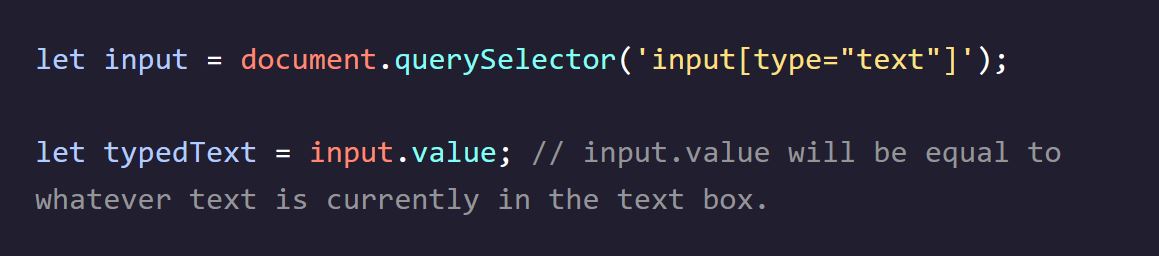 let input = document.querySelector('input[type="text"]');
let typedText = input.value; // input.value will be equal to
whatever text is currently in the text box.